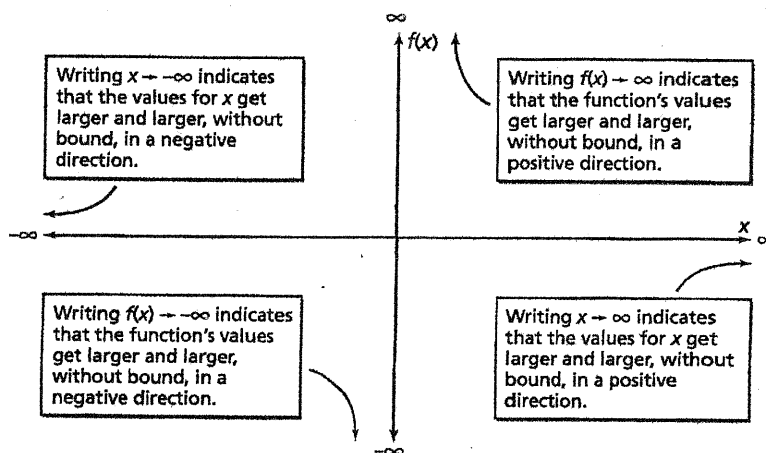 ∞
f(x)
Writing x → -∞ indicates
that the values for x get
larger and larger, without
bound, in a negative
direction.
Writing f(x) → ∞ indicates
that the function's values
get larger and larger,
without bound, in a
positive direction.
-∞
x
Writing f(x) → -∞ indicates
that the function's values
get larger and larger,
without bound, in a
negative direction.
Writing x → ∞ indicates
that the values for x get
larger and larger, without
bound, in a positive
direction.
-∞